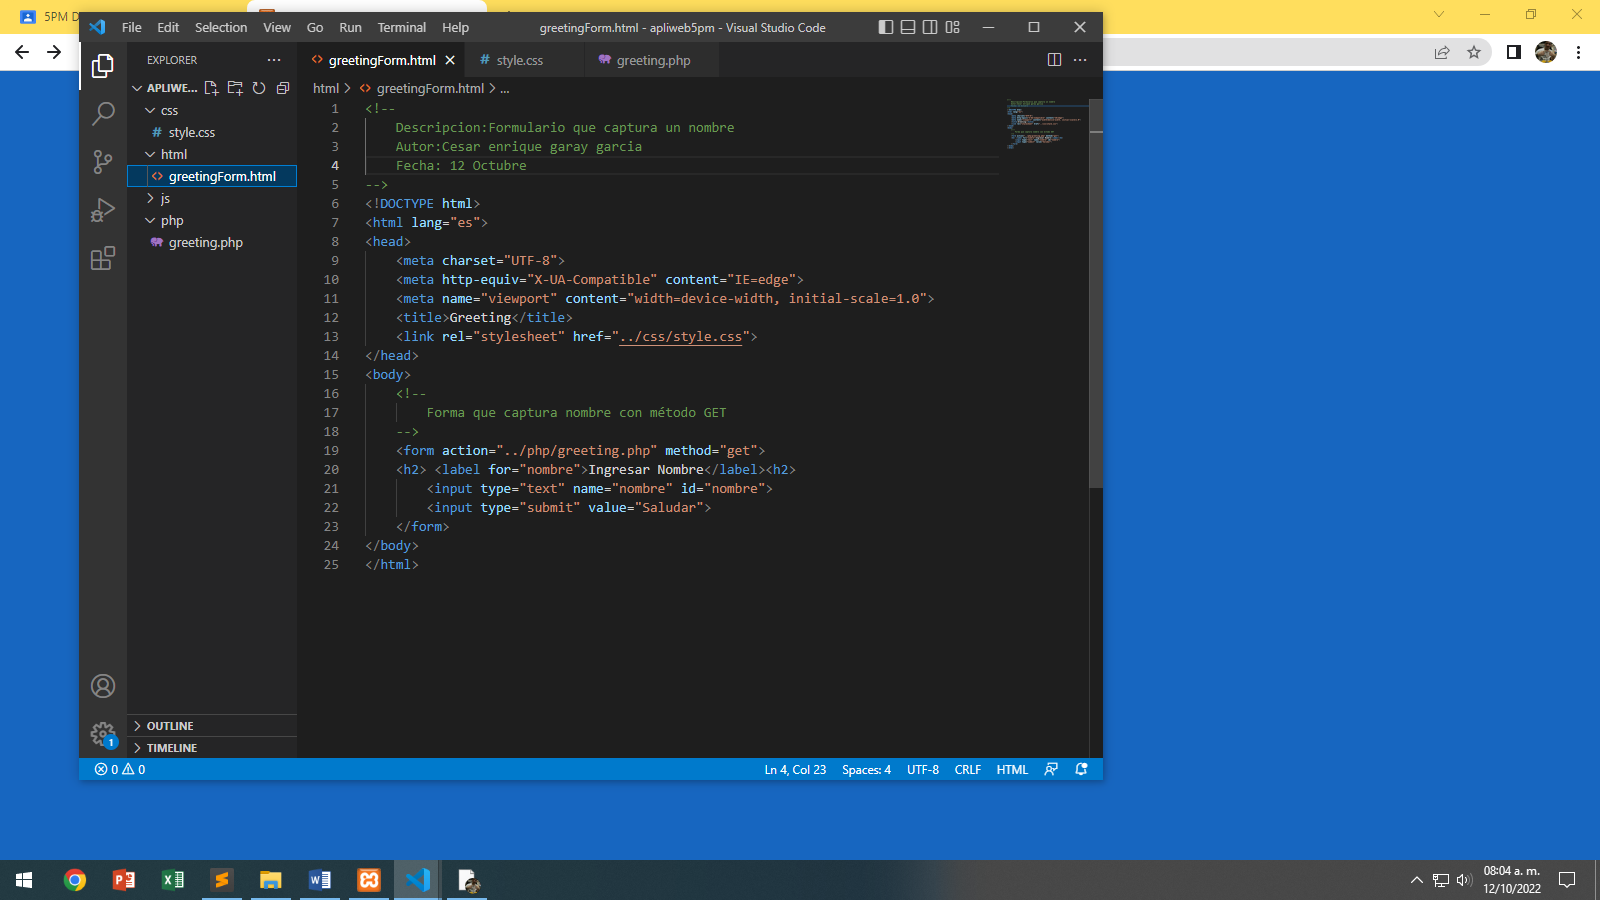 5PM D
File Edit Selection View Go Run Terminal Help greetingForm.html - apliweb5pm - Visual Studio Code
EXPLORER
greetingForm.html
style.css
greeting.php
APLIWE...
html > greetingForm.html > ...
css
style.css
html
greetingForm.html
js
php
greeting.php
OUTLINE
TIMELINE
1 <!--
2 Descripcion:Formulario que captura un nombre
3 Autor:Cesar enrique garay garcia
4 Fecha: 12 Octubre
5 -->
6 <!DOCTYPE html>
7 <html lang="es">
8 <head>
9 <meta charset="UTF-8">
10 <meta http-equiv="X-UA-Compatible" content="IE=edge">
11 <meta name="viewport" content="width=device-width, initial-scale=1.0">
12 <title>Greeting</title>
13 <link rel="stylesheet" href="../css/style.css">
14 </head>
15 <body>
16 <!--
17 Forma que captura nombre con método GET
18 -->
19 <form action="../php/greeting.php" method="get">
20 <h2> <label for="nombre">Ingresar Nombre</label><h2>
21 <input type="text" name="nombre" id="nombre">
22 <input type="submit" value="Saludar">
23 </form>
24 </body>
25 </html>
1
0 0 Ln 4, Col 23 Spaces: 4 UTF-8 CRLF HTML
08:04 a. m.
12/10/2022